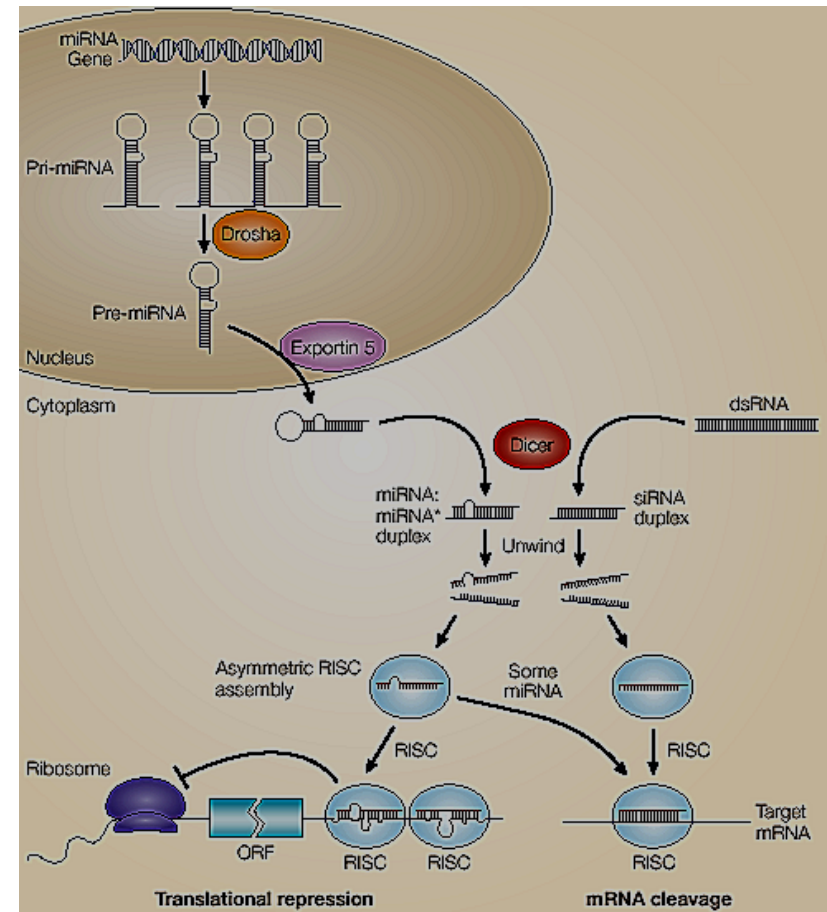 miRNA
Gene
Pri-miRNA
Drosha
Pre-miRNA
Exportin 5
Nucleus
Cytoplasm
dsRNA
Dicer
miRNA:
miRNA*
duplex
siRNA
duplex
Unwind
Asymmetric RISC
assembly
Some
miRNA
RISC
RISC
Ribosome
Target
mRNA
ORF
RISC
RISC
RISC
Translational repression
mRNA cleavage